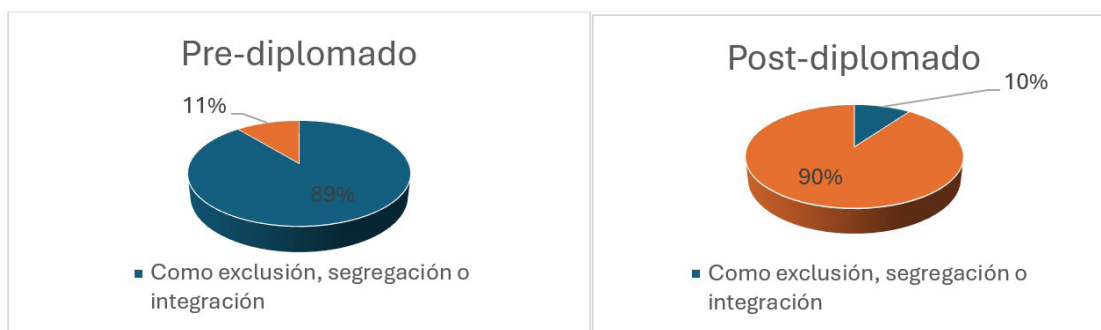 Pre-diplomado
11%
89%
Como exclusión, segregación o
integración
Post-diplomado
10%
90%
Como exclusión, segregación o
integración